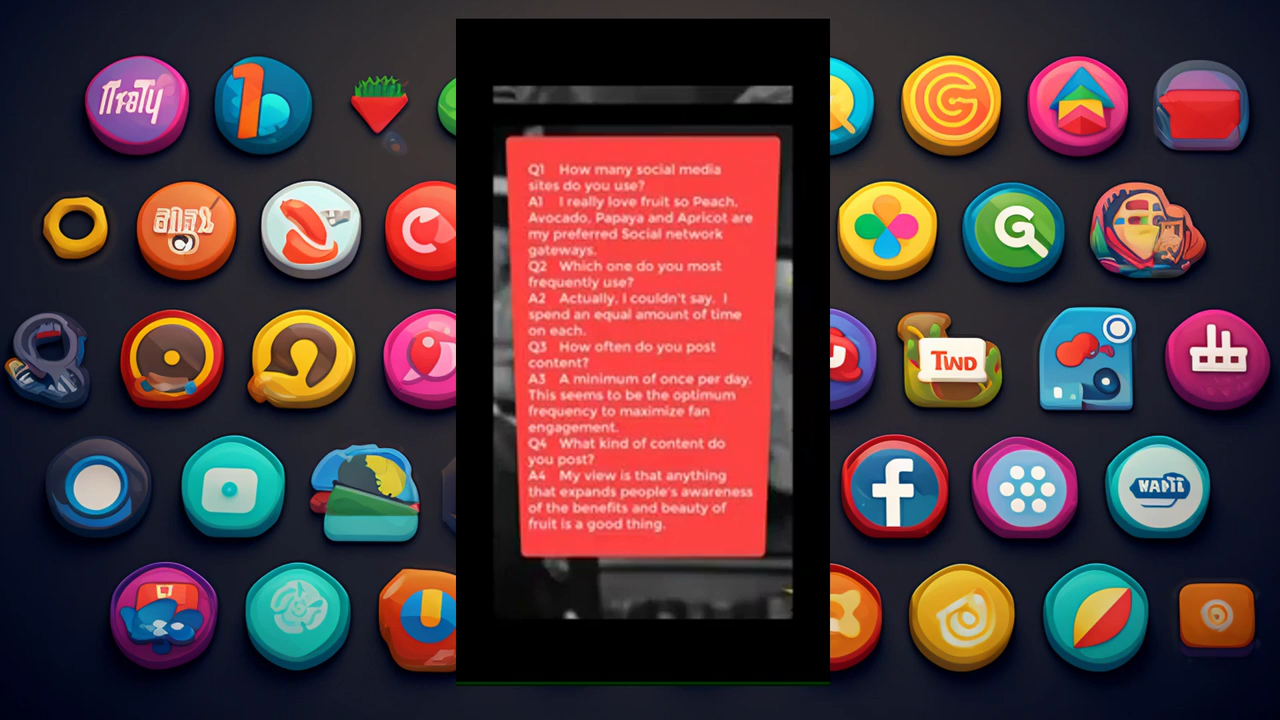 Q1 How many social media
sites do you use?
A1 I really love fruit so Peach,
Avocado, Papaya and Apricot are
my preferred Social network
gateways.
Q2 Which one do you most
frequently use?
A2 Actually, I couldn't say. I
spend an equal amount of time
on each.
Q3 How often do you post
content?
A3 A minimum of once per day.
This seems to be the optimum
frequency to maximize fan
engagement.
Q4 What kind of content do
you post?
A4 My view is that anything
that expands people's awareness
of the benefits and beauty of
fruit is a good thing.
TWD